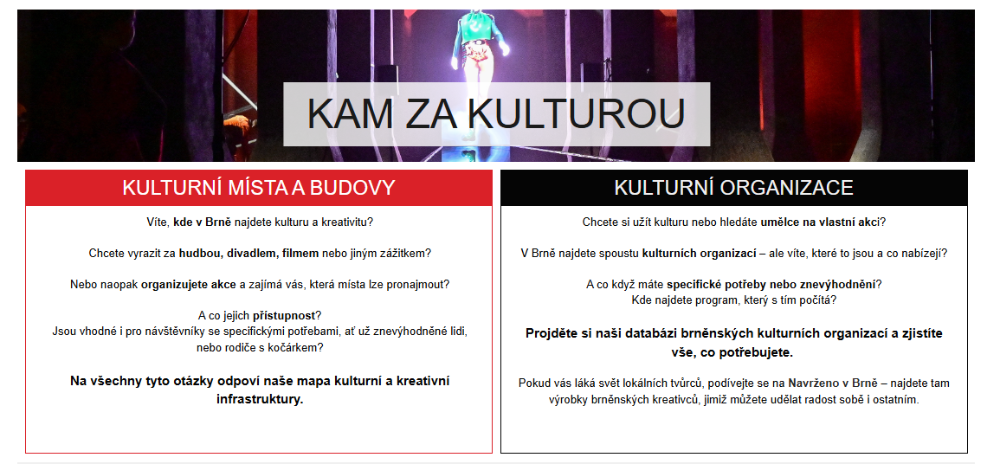 KAM ZA KULTUROU
KULTURNÍ MÍSTA A BUDOVY
Víte, kde v Brně najdete kulturu a kreativitu?
Chcete vyrazit za hudbou, divadlem, filmem nebo jiným zážitkem?
Nebo naopak organizujete akce a zajímá vás, která místa lze pronajmout?
A co jejich přístupnost?
Jsou vhodné i pro návštěvníky se specifickými potřebami, ať už znevýhodněné lidi,
nebo rodiče s kočárkem?
Na všechny tyto otázky odpoví naše mapa kulturní a kreativní
infrastruktury.
KULTURNÍ ORGANIZACE
Chcete si užít kulturu nebo hledáte umělce na vlastní akci?
V Brně najdete spoustu kulturních organizací – ale víte, které to jsou a co nabízejí?
A co když máte specifické potřeby nebo znevýhodnění?
Kde najdete program, který s tím počítá?
Projděte si naši databázi brněnských kulturních organizací a zjistíte
vše, co potřebujete.
Pokud vás láká svět lokálních tvůrců, podívejte se na Navrženo v Brně – najdete tam
výrobky brněnských kreativců, jimiž můžete udělat radost sobě i ostatním.